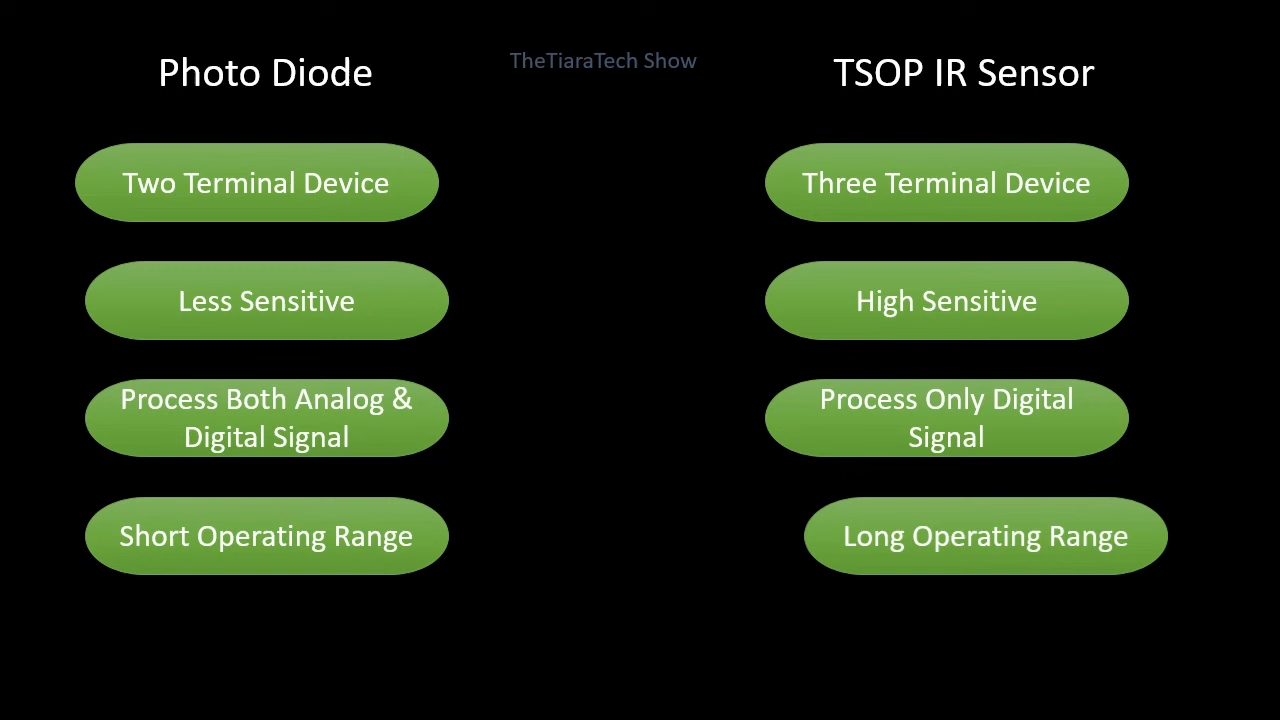 Photo Diode
TheTiaraTech Show
TSOP IR Sensor
Two Terminal Device
Three Terminal Device
Less Sensitive
High Sensitive
Process Both Analog &
Digital Signal
Process Only Digital
Signal
Short Operating Range
Long Operating Range